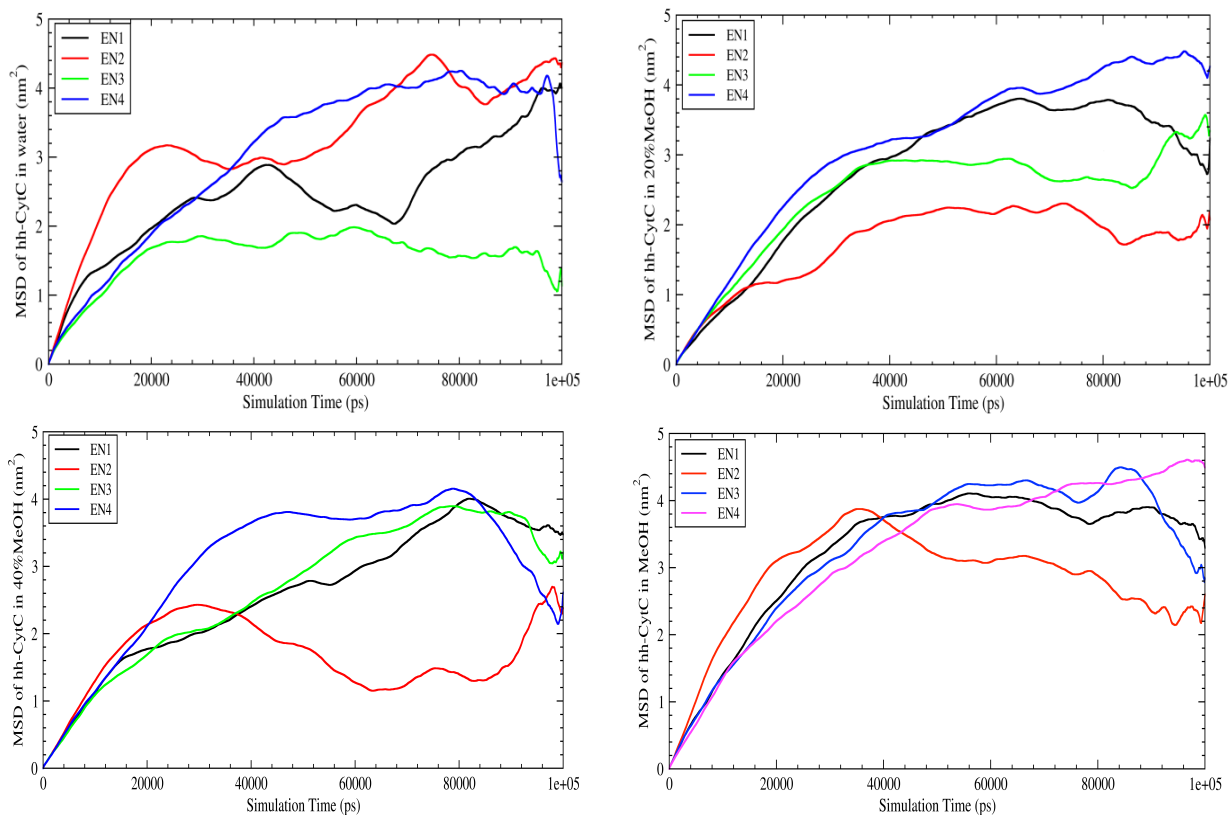 MSD of hh-CytC in water (nm²)
5
4
3
2
1
0
EN1
EN2
EN3
EN4
0 20000 40000 60000 80000 1e+05
Simulation Time (ps)
MSD of hh-CytC in 20%MeOH (nm²)
5
4
3
2
1
0
EN1
EN2
EN3
EN4
0 20000 40000 60000 80000 1e+05
Simulation Time (ps)
MSD of hh-CytC in 40%MeOH (nm²)
5
4
3
2
1
0
EN1
EN2
EN3
EN4
0 20000 40000 60000 80000 1e+05
Simulation Time (ps)
MSD of hh-CytC in MeOH (nm²)
5
4
3
2
1
0
EN1
EN2
EN3
EN4
0 20000 40000 60000 80000 1e+05
Simulation Time (ps)